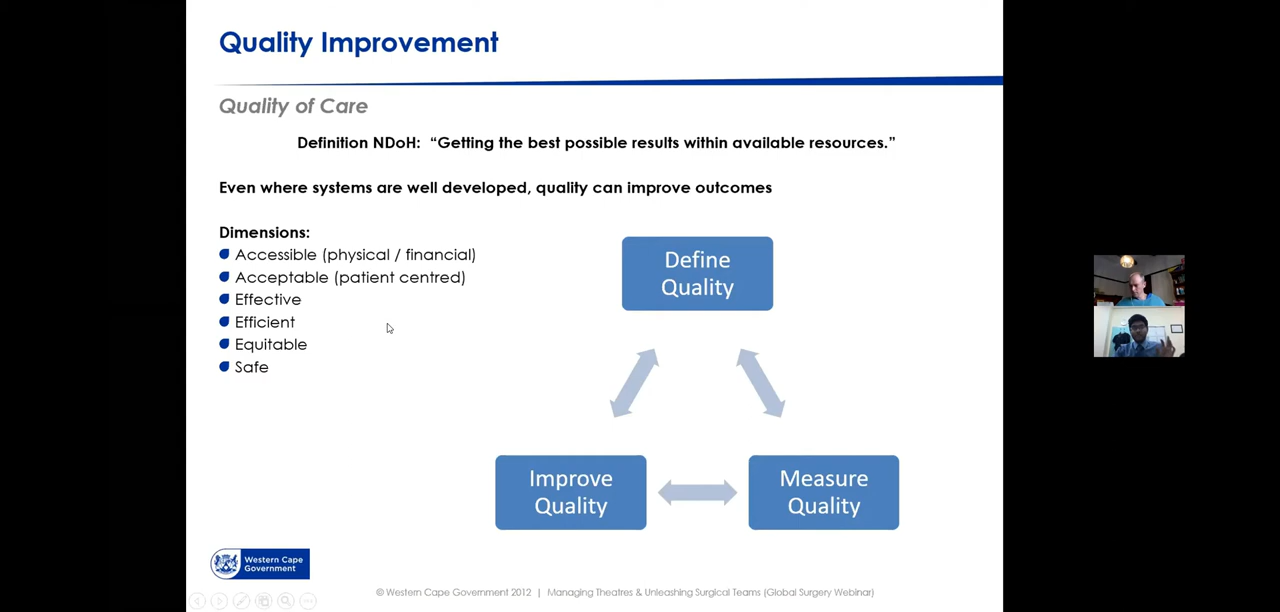 Quality Improvement
Quality of Care
Definition NDoH: “Getting the best possible results within available resources.”
Even where systems are well developed, quality can improve outcomes
Dimensions:
Accessible (physical / financial)
Acceptable (patient centred)
Effective
Efficient
Equitable
Safe
Define
Quality
Improve
Quality
Measure
Quality
Western Cape
Government
© Western Cape Government 2012 | Managing Theatres & Unleashing Surgical Teams (Global Surgery Webinar)